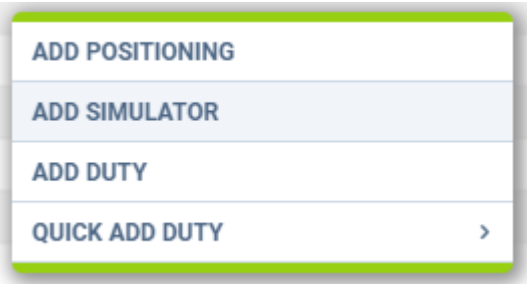 ADD POSITIONING
ADD SIMULATOR
ADD DUTY
QUICK ADD DUTY